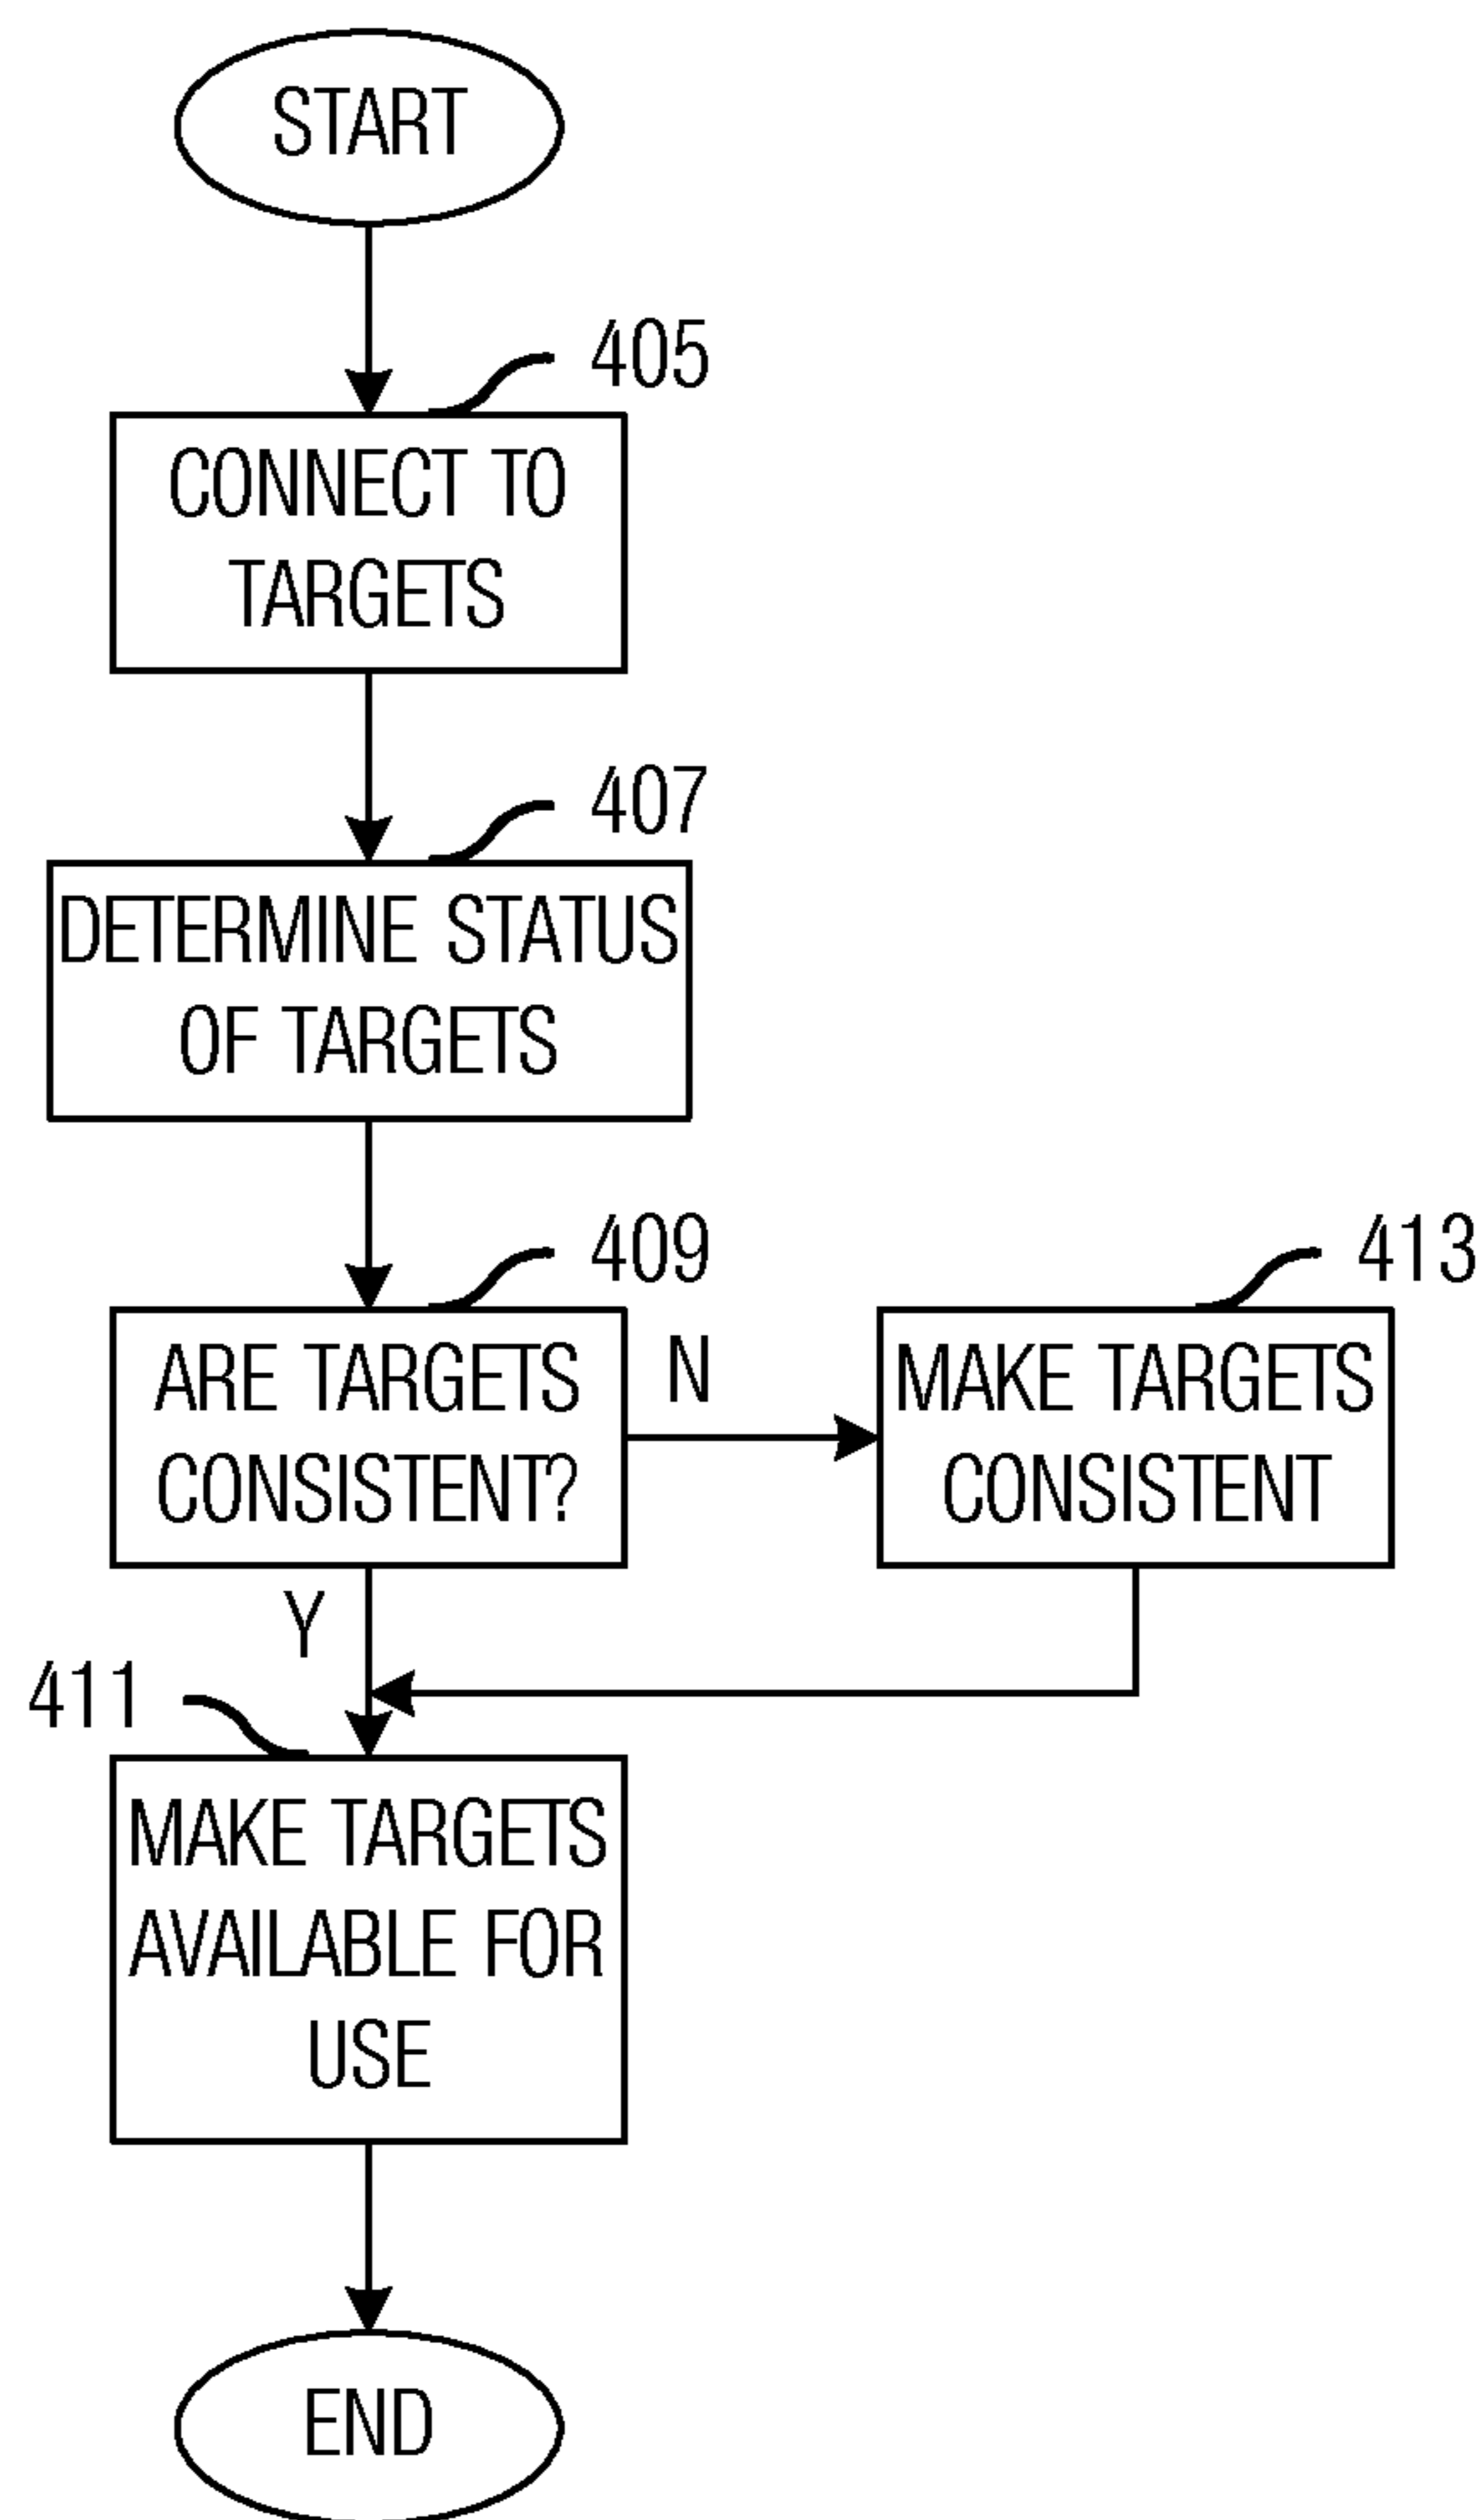 START
405
CONNECT TO
TARGETS
407
DETERMINE STATUS
OF TARGETS
409
ARE TARGETS
CONSISTENT?
N
413
MAKE TARGETS
CONSISTENT
Y
411
MAKE TARGETS
AVAILABLE FOR
USE
END